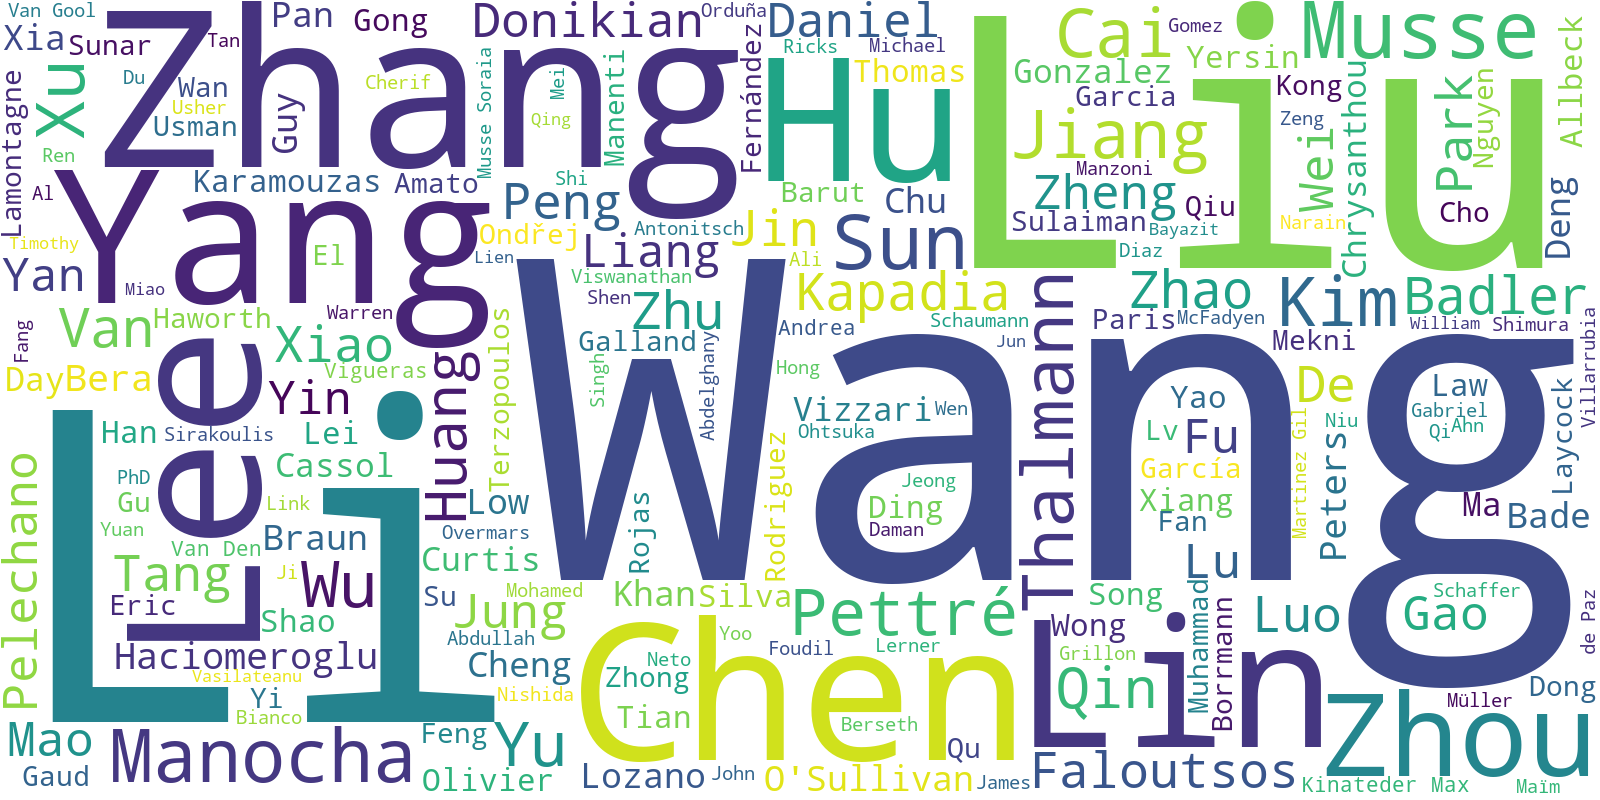 Van Gool
Pan
Gong
Donikian
Orduña
Daniel
Liu
Cai
Gomez
Musse
Xia
Sunar
Tan
Zhang
Ricks
Michael
Yersin
Allbeck
Xu
Du
Wan
Usher
Usman
Guy
Cherif
Musse Soraia
Mei
Qing
Manenti
Fernández
Hu
Thomas
Gonzalez
Garcia
Kong
Zeng
Jiang
Wei
Chrysanthou
Park
Nguyen
Lamontagne
Ren
Al
Yang
Karamouzas
Amato
Peng
Shi
Barut
Chu
Manzoni
Zheng
Qiu
Cho
Deng
Timothy
Yan
El
Ondřej
Lien
Antonitsch
Liang
Jin
Sun
Sulaiman
Bayazit
Diaz
Narain
Miao
Viswanathan
Ali
Wang
Shen
Zhu
Kapadia
Zhao
Kim
Badler
Fang
Van
Haworth
Warren
Xiao
Vigueras
Lee
Huang
Terzopoulos
Galland
Singh
Abdelghany
Andrea
Schaumann
Jun
Hong
Thalmann
Paris
McFadyen
Mekni
William
Shimura
Villarrubia
Day
Bera
Yin
Li
Vizzari
Wen
Ohtsuka
Yao
De
Law
Gabriel
Qi
Ahn
Niu
Laycock
Han
Sirakoulis
Lei
Cassol
Lv
Fu
García
Martinez Gil
Peters
Pelechano
PhD
Gu
Yuan
Link
Low
Overmars
Rojas
Rodriguez
Jeong
Ding
Daman
Xiang
Fan
Ma
Bade
Van Den
Braun
Curtis
Tang
Ji
Wu
Eric
Shao
Su
Jung
Mohamed
Khan
Silva
Pettré
Song
Lu
Muhammad
Luo
Gao
Schaffer
de Paz
Haciomeroglu
Abdullah
Cheng
Chen
Yoo
Foudil
Lerner
Lin
Wong
Grillon
Borrmann
Vasilateanu
Yi
Bianco
Nishida
Neto
Zhong
Tian
Berseth
Qin
Zhou
Müller
Dong
Mao
Gaud
Manocha
Feng
Yu
Olivier
Lozano
John
O'Sullivan
Qu
James
Faloutsos
Kinateder Max
Maïm